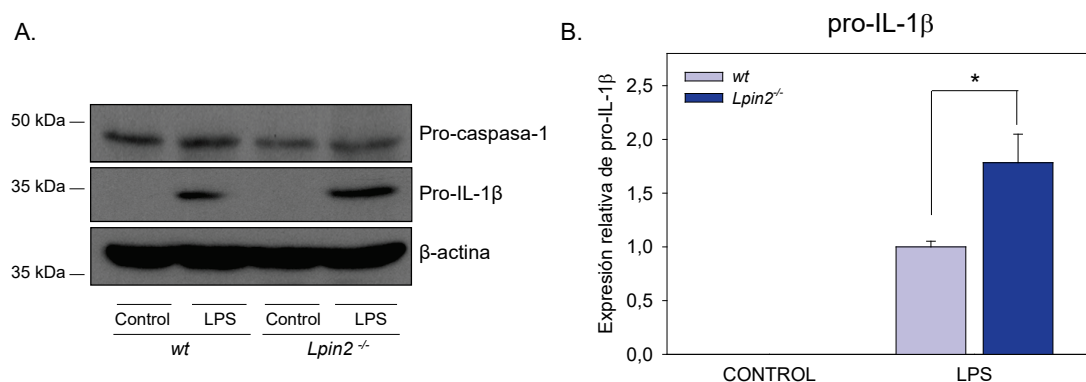 A.
50 kDa
Pro-caspasa-1
35 kDa
Pro-IL-1β
β-actina
35 kDa
Control LPS Control LPS
wt Lpin2 -/-
B.
pro-IL-1β
Expresión relativa de pro-IL-1β
2,5
2,0
1,5
1,0
0,5
0,0
wt
Lpin2-/-
*
CONTROL LPS